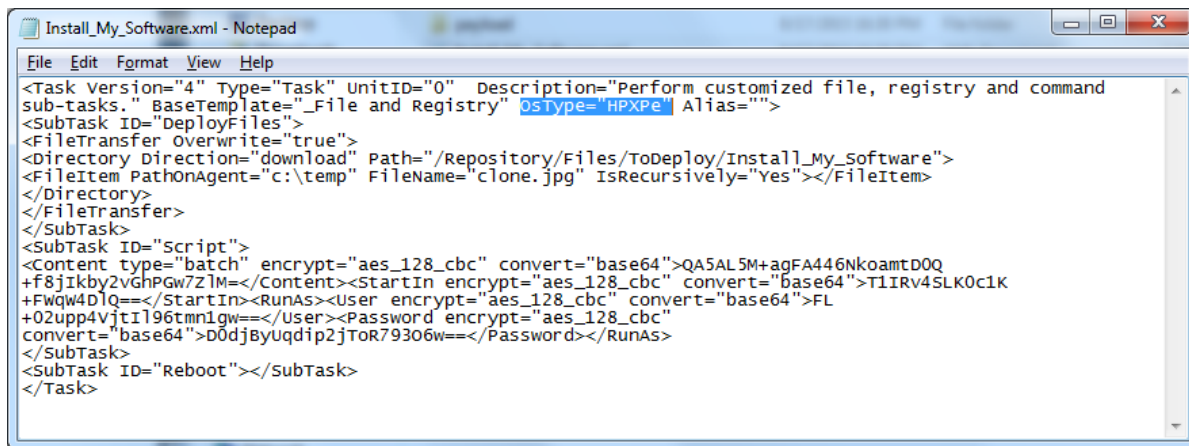 Install_My_Software.xml - Notepad
File Edit Format View Help
<Task Version="4" Type="Task" UnitID="0"  Description="Perform customized file, registry and command
sub-tasks." BaseTemplate="_File and Registry" OsType="HPXPe" Alias="">
<SubTask ID="DeployFiles">
<FileTransfer Overwrite="true">
<Directory Direction="download" Path="/Repository/Files/ToDeploy/Install_My_Software">
<FileItem PathOnAgent="c:\temp" FileName="clone.jpg" IsRecursively="Yes"></FileItem>
</Directory>
</FileTransfer>
</SubTask>
<SubTask ID="Script">
<Content type="batch" encrypt="aes_128_cbc" convert="base64">QA5AL5M+agFA446NkoamtD0Q
+f8jIkby2vGhPGw7ZlM=</Content><StartIn encrypt="aes_128_cbc" convert="base64">T1IRv4SLK0c1K
+FWqW4DlQ==</StartIn><RunAs><User encrypt="aes_128_cbc" convert="base64">FL
+02upp4VjtIl96tmn1gw==</User><Password encrypt="aes_128_cbc"
convert="base64">D0djByUqdip2jToR793O6w==</Password></RunAs>
</SubTask>
<SubTask ID="Reboot"></SubTask>
</Task>